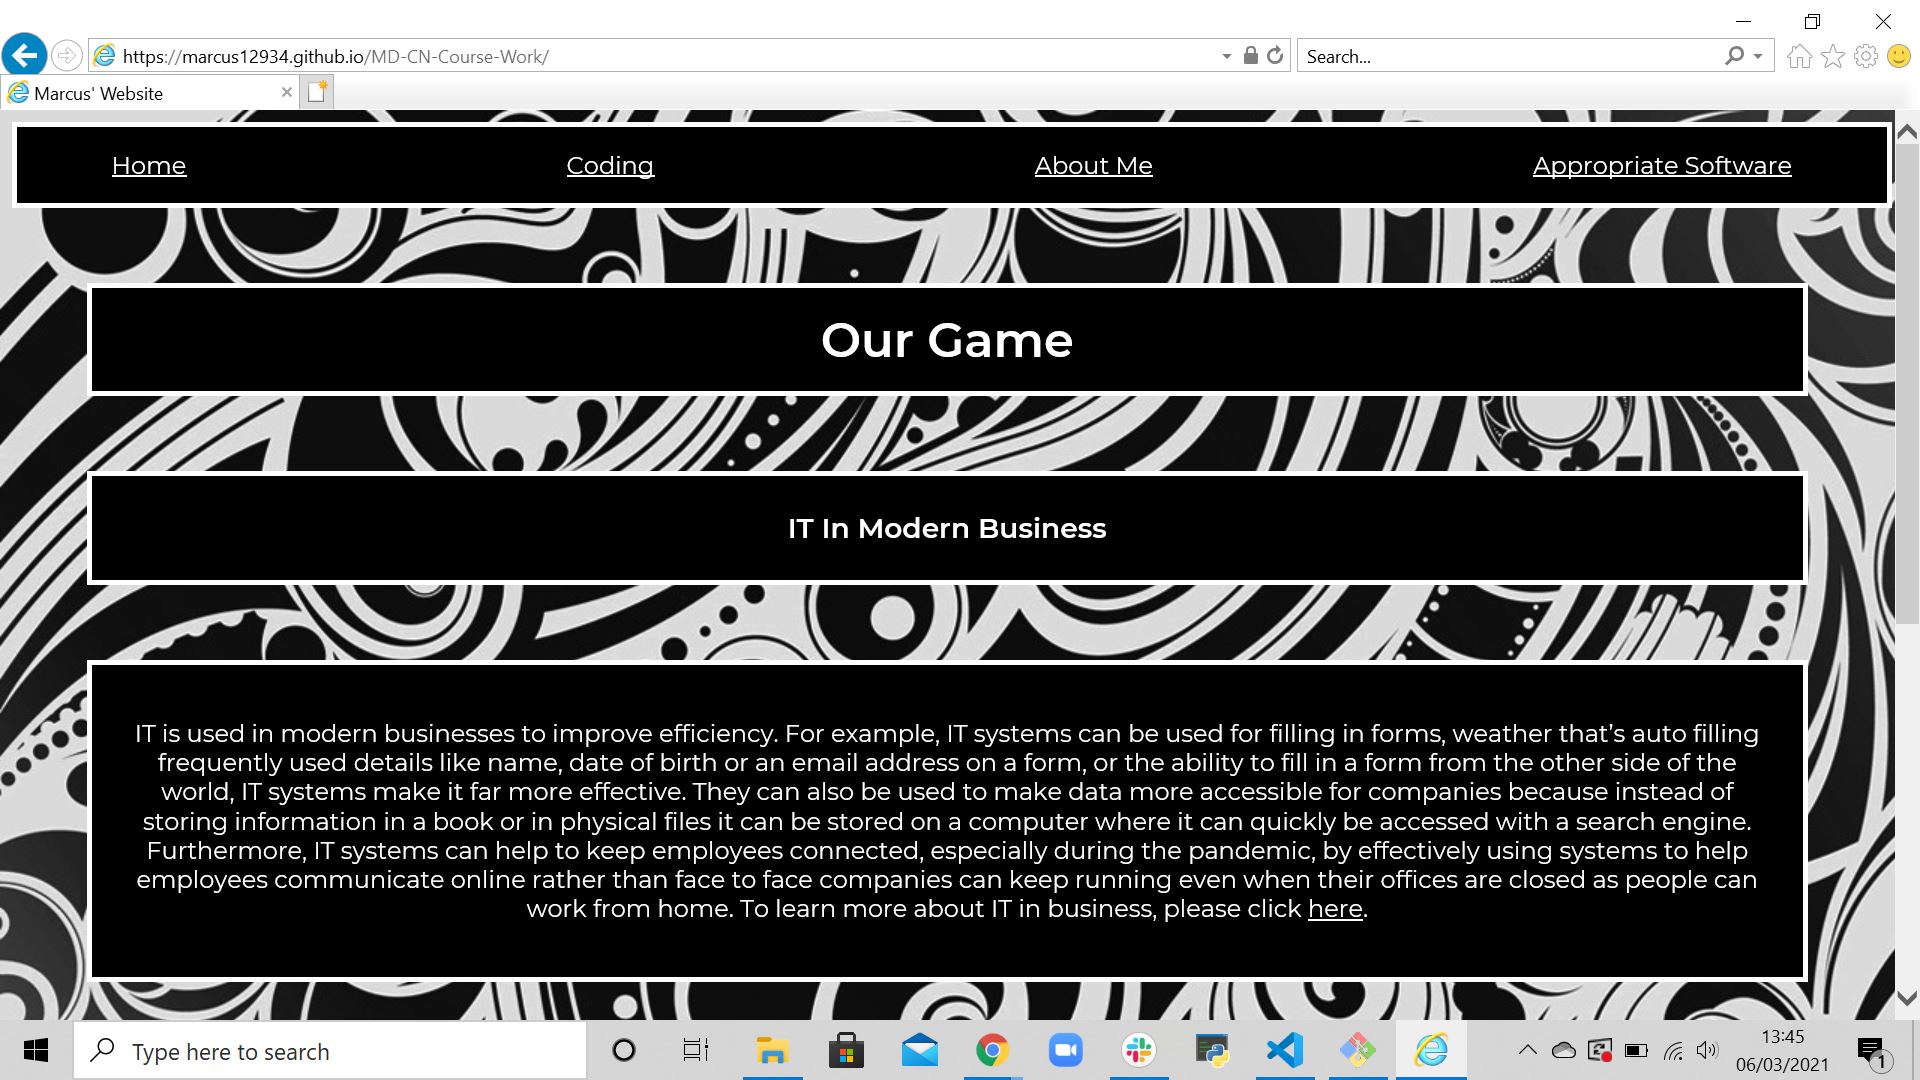 https://marcus12934.github.io/MD-CN-Course-Work/
Search...
Marcus' Website
Home Coding About Me Appropriate Software
Our Game
IT In Modern Business
IT is used in modern businesses to improve efficiency. For example, IT systems can be used for filling in forms, weather that’s auto filling
frequently used details like name, date of birth or an email address on a form, or the ability to fill in a form from the other side of the
world, IT systems make it far more effective. They can also be used to make data more accessible for companies because instead of
storing information in a book or in physical files it can be stored on a computer where it can quickly be accessed with a search engine.
Furthermore, IT systems can help to keep employees connected, especially during the pandemic, by effectively using systems to help
employees communicate online rather than face to face companies can keep running even when their offices are closed as people can
work from home. To learn more about IT in business, please click here.
Type here to search
13:45
06/03/2021
1